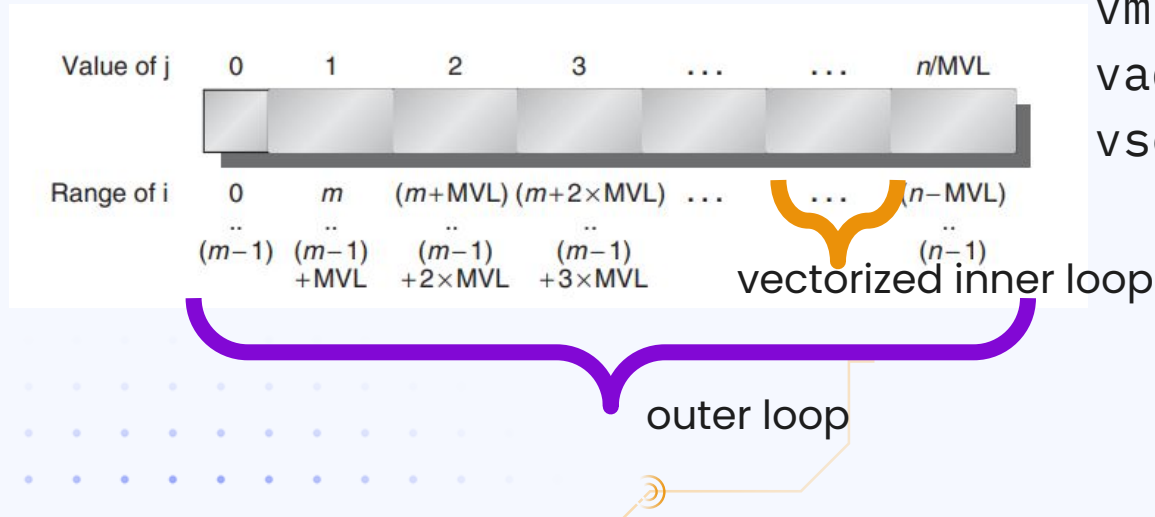 Value of j 0 1 2 3 ... ... n/MVL
Range of i 0 m (m+MVL) (m+2×MVL) ... ... (n−MVL)
.. .. .. .. ..
(m−1) (m−1) (m−1) (m−1) (n−1)
+MVL +2×MVL +3×MVL
vectorized inner loop
outer loop